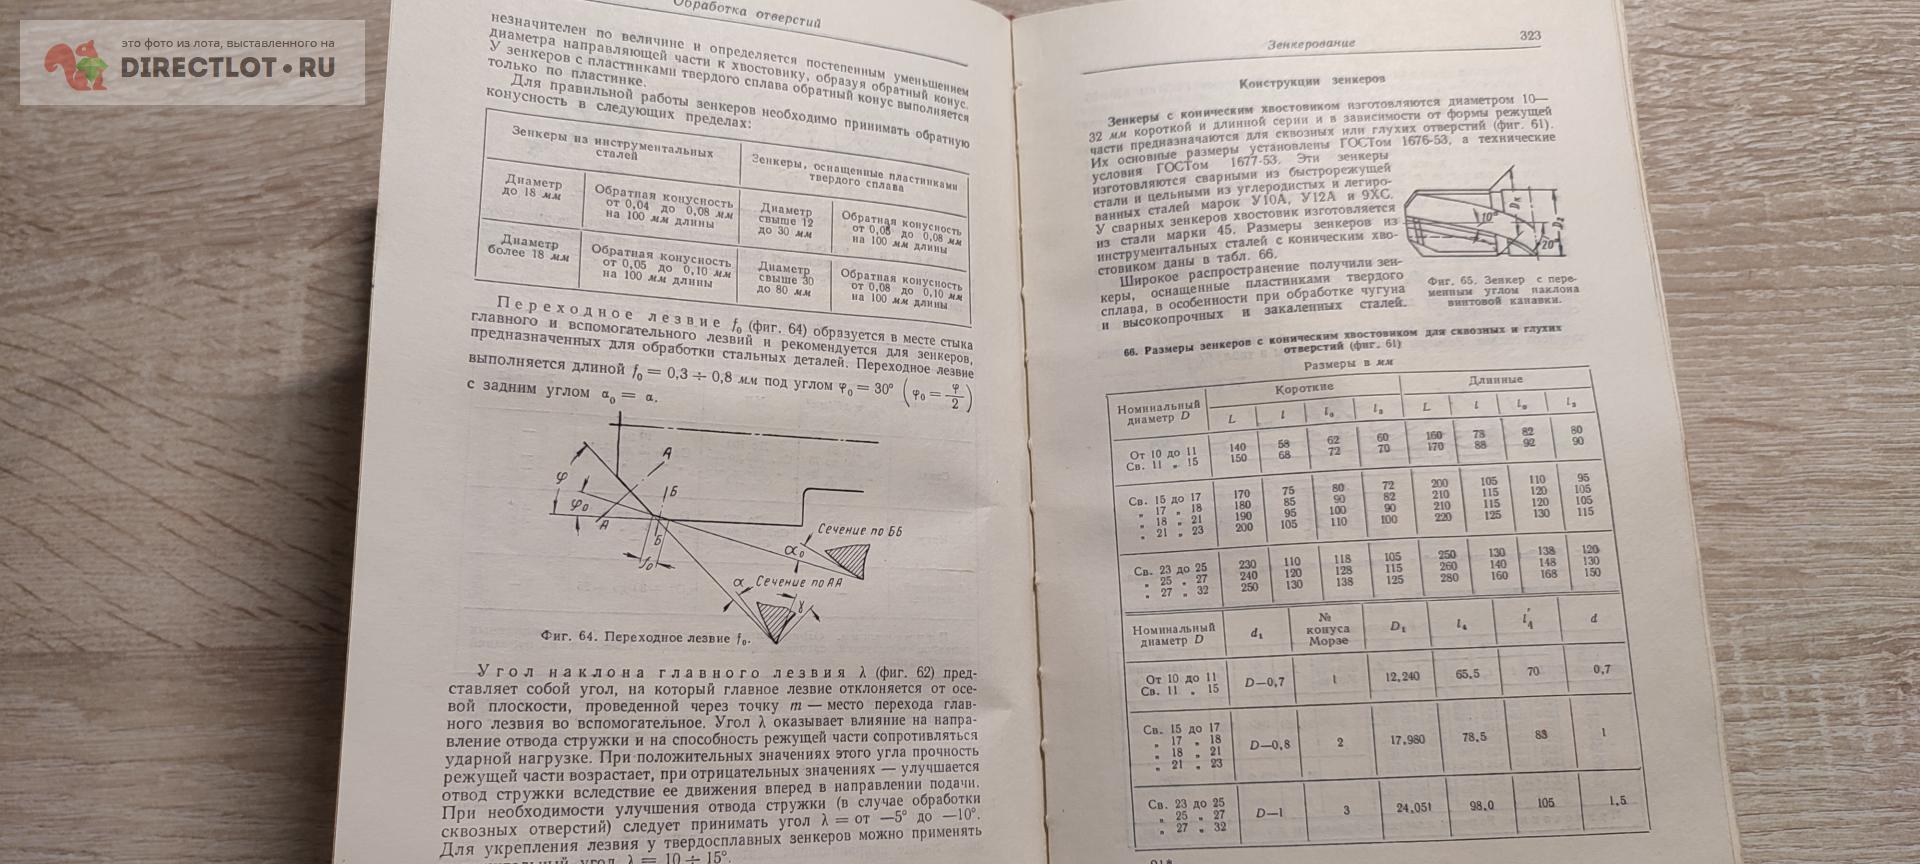 это фото из лота, выставленного на
DIRECTLOT•RU
Обработка отверстий
незначителен по величине и определяется постепенным уменьшением
диаметра направляющей части к хвостовику, образуя обратный конус.
У зенкеров с пластинками твердого сплава обратный конус выполняется
только по пластинке.
Для правильной работы зенкеров необходимо принимать обратную
конусность в следующих пределах:
Зенкеры из инструментальных
сталей
Зенкеры, оснащенные пластинками
твердого сплава
Диаметр
до 18 мм
Обратная конусность
от 0,04 до 0,08 мм
на 100 мм длины
Диаметр
свыше 12
до 30 мм
Обратная конусность
от 0,05 до 0,08 мм
на 100 мм длины
Диаметр
более 18 мм
Обратная конусность
от 0,05 до 0,10 мм
на 100 мм длины
Диаметр
свыше 30
до 80 мм
Обратная конусность
от 0,08 до 0,10 мм
на 100 мм длины
Переходное лезвие f₀ (фиг. 64) образуется в месте стыка
главного и вспомогательного лезвий и рекомендуется для зенкеров,
предназначенных для обработки стальных деталей. Переходное лезвие
выполняется длиной f₀ = 0,3 ÷ 0,8 мм под углом φ₀ = 30° (φ₀ = φ/2)
с задним углом α₀ = α.
А
φ
Б
φ₀
А
Б
Сечение по ББ
f₀
α₀
α Сечение по АА
γ
Фиг. 64. Переходное лезвие f₀.
Угол наклона главного лезвия λ (фиг. 62) пред-
ставляет собой угол, на который главное лезвие отклоняется от осе-
вой плоскости, проведенной через точку m — место перехода глав-
ного лезвия во вспомогательное. Угол λ оказывает влияние на напра-
вление отвода стружки и на способность режущей части сопротивляться
ударной нагрузке. При положительных значениях этого угла прочность
режущей части возрастает, при отрицательных значениях — улучшается
отвод стружки вследствие ее движения вперед в направлении подачи.
При необходимости улучшения отвода стружки (в случае обработки
сквозных отверстий) следует принимать угол λ = от —5° до —10°.
Для укрепления лезвия у твердосплавных зенкеров можно применять
угол λ = 10 ÷ 15°.
Зенкерование 323
Конструкции зенкеров
Зенкеры с коническим хвостовиком изготовляются диаметром 10—
32 мм короткой и длинной серии и в зависимости от формы режущей
части предназначаются для сквозных или глухих отверстий (фиг. 61).
Их основные размеры установлены ГОСТом 1676-53, а технические
условия ГОСТом 1677-53. Эти зенкеры
изготовляются сварными из быстрорежущей
стали и цельными из углеродистых и легиро-
ванных сталей марок У10А, У12А и 9ХС.
У сварных зенкеров хвостовик изготовляется
из стали марки 45. Размеры зенкеров из
инструментальных сталей с коническим хво-
стовиком даны в табл. 66.
Широкое распространение получили зен-
керы, оснащенные пластинками твердого
сплава, в особенности при обработке чугуна
и высокопрочных и закаленных сталей.
10°
20°
Фиг. 65. Зенкер с пере-
менным углом наклона
винтовой канавки.
66. Размеры зенкеров с коническим хвостовиком для сквозных и глухих
отверстий (фиг. 61)
Размеры в мм
Номинальный
диаметр D
Короткие Длинные
L l l₀ l₃ L l l₀ l₃
От 10 до 11 140 58 62 60 160 78 82 80
Св. 11 „ 15 150 68 72 70 170 88 92 90
Св. 15 до 17 170 75 80 72 200 105 110 95
„ 17 „ 18 180 85 90 82 210 115 120 105
„ 18 „ 21 190 95 100 90 210 115 120 105
„ 21 „ 23 200 105 110 100 220 125 130 115
Св. 23 до 25 230 110 118 105 250 130 138 120
„ 25 „ 27 240 120 128 115 260 140 148 130
„ 27 „ 32 250 130 138 125 280 160 168 150
Номинальный
диаметр D
d₁
№
конуса
Морзе
D₁ l₄ l₄′ d
От 10 до 11
Св. 11 „ 15
D—0,7 1 12,240 65,5 70 0,7
Св. 15 до 17
„ 17 „ 18
„ 18 „ 21
„ 21 „ 23
D—0,8 2 17,980 78,5 83 1
Св. 23 до 25
„ 25 „ 27
„ 27 „ 32
D—1 3 24,051 98,0 105 1,5